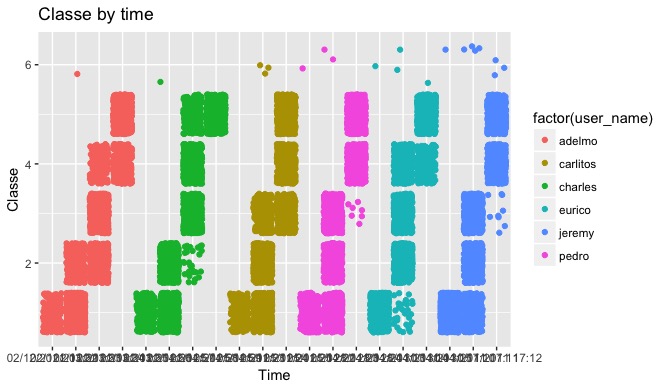 Classe by time
6
4
2
Classe
Time
factor(user_name)
adelmo
carlitos
charles
eurico
jeremy
pedro